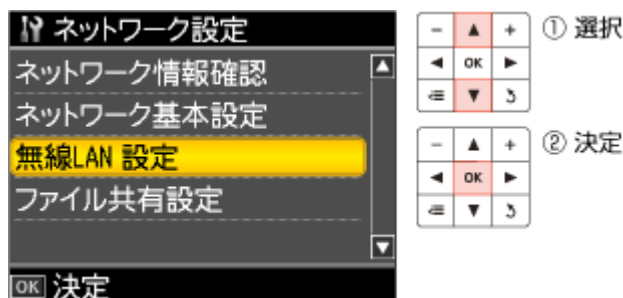 ネットワーク設定
ネットワーク情報確認
ネットワーク基本設定
無線LAN 設定
ファイル共有設定
OK 決定
① 選択
− ▲ +
◀ OK ▶
▼
② 決定
− ▲ +
◀ OK ▶
▼